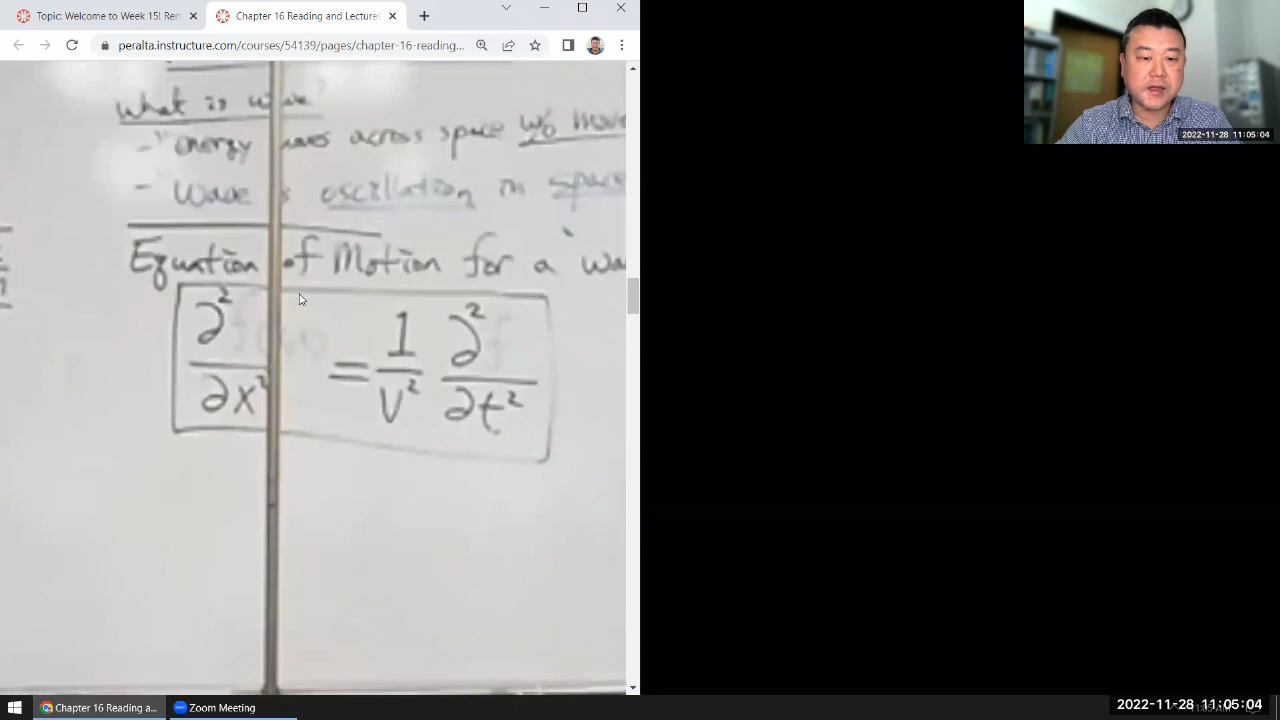 Topic: Welcome to Week 15! Rem
Chapter 16 Reading and Lectures
peralta.instructure.com/courses/54139/pages/chapter-16-reading...
2022-11-28 11:05:04
What is
- energy across space w/o
- Wave oscillation in space
Equation of Motion for a
∂²/∂x² = 1/v² ∂²/∂t²
Chapter 16 Reading a...
Zoom Meeting
2022-11-28 11:05:04